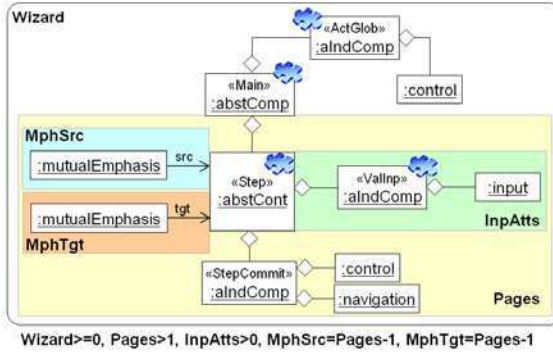 Wizard
«ActGlob»
:aIndComp
«Main»
:abstComp
:control
MphSrc
:mutualEmphasis
src
«Step»
:abstCont
«ValInp»
:aIndComp
:input
:mutualEmphasis
tgt
MphTgt
InpAtts
«StepCommit»
:aIndComp
:control
:navigation
Pages
Wizard>=0, Pages>1, InpAtts>0, MphSrc=Pages-1, MphTgt=Pages-1